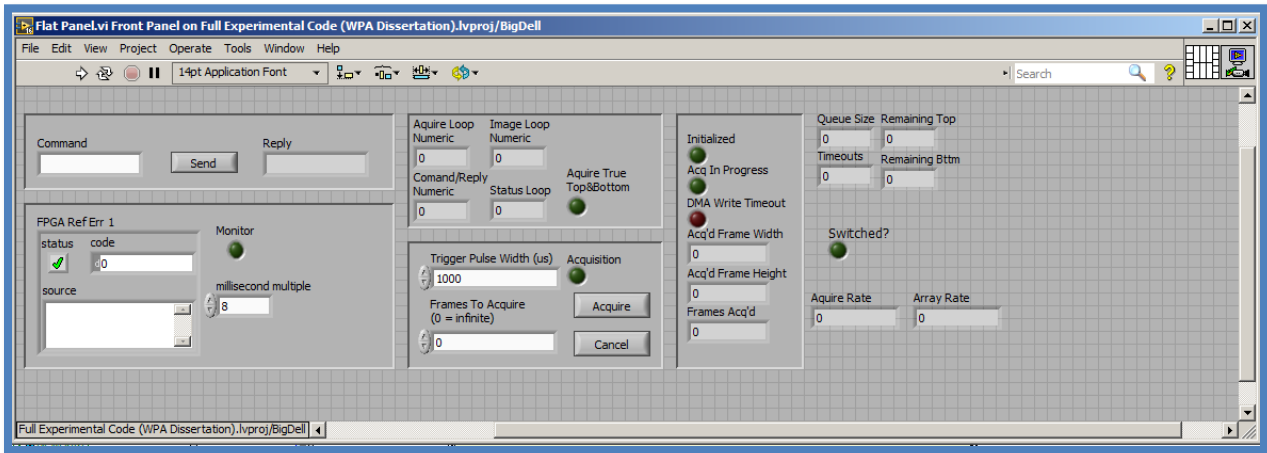 Flat Panel.vi Front Panel on Full Experimental Code (WPA Dissertation).lvproj/BigDell
File Edit View Project Operate Tools Window Help
14pt Application Font
Search
Command
Send
Reply
FPGA Ref Err 1
status
code
0
source
Monitor
millisecond multiple
8
Aquire Loop
Numeric
0
Image Loop
Numeric
0
Comand/Reply
Numeric
0
Status Loop
0
Aquire True
Top&Bottom
Trigger Pulse Width (us)
1000
Acquisition
Frames To Acquire
(0 = infinite)
0
Acquire
Cancel
Initialized
Acq In Progress
DMA Write Timeout
Acq'd Frame Width
0
Acq'd Frame Height
0
Frames Acq'd
0
Queue Size
0
Remaining Top
0
Timeouts
0
Remaining Bttm
0
Switched?
Aquire Rate
0
Array Rate
0
Full Experimental Code (WPA Dissertation).lvproj/BigDell